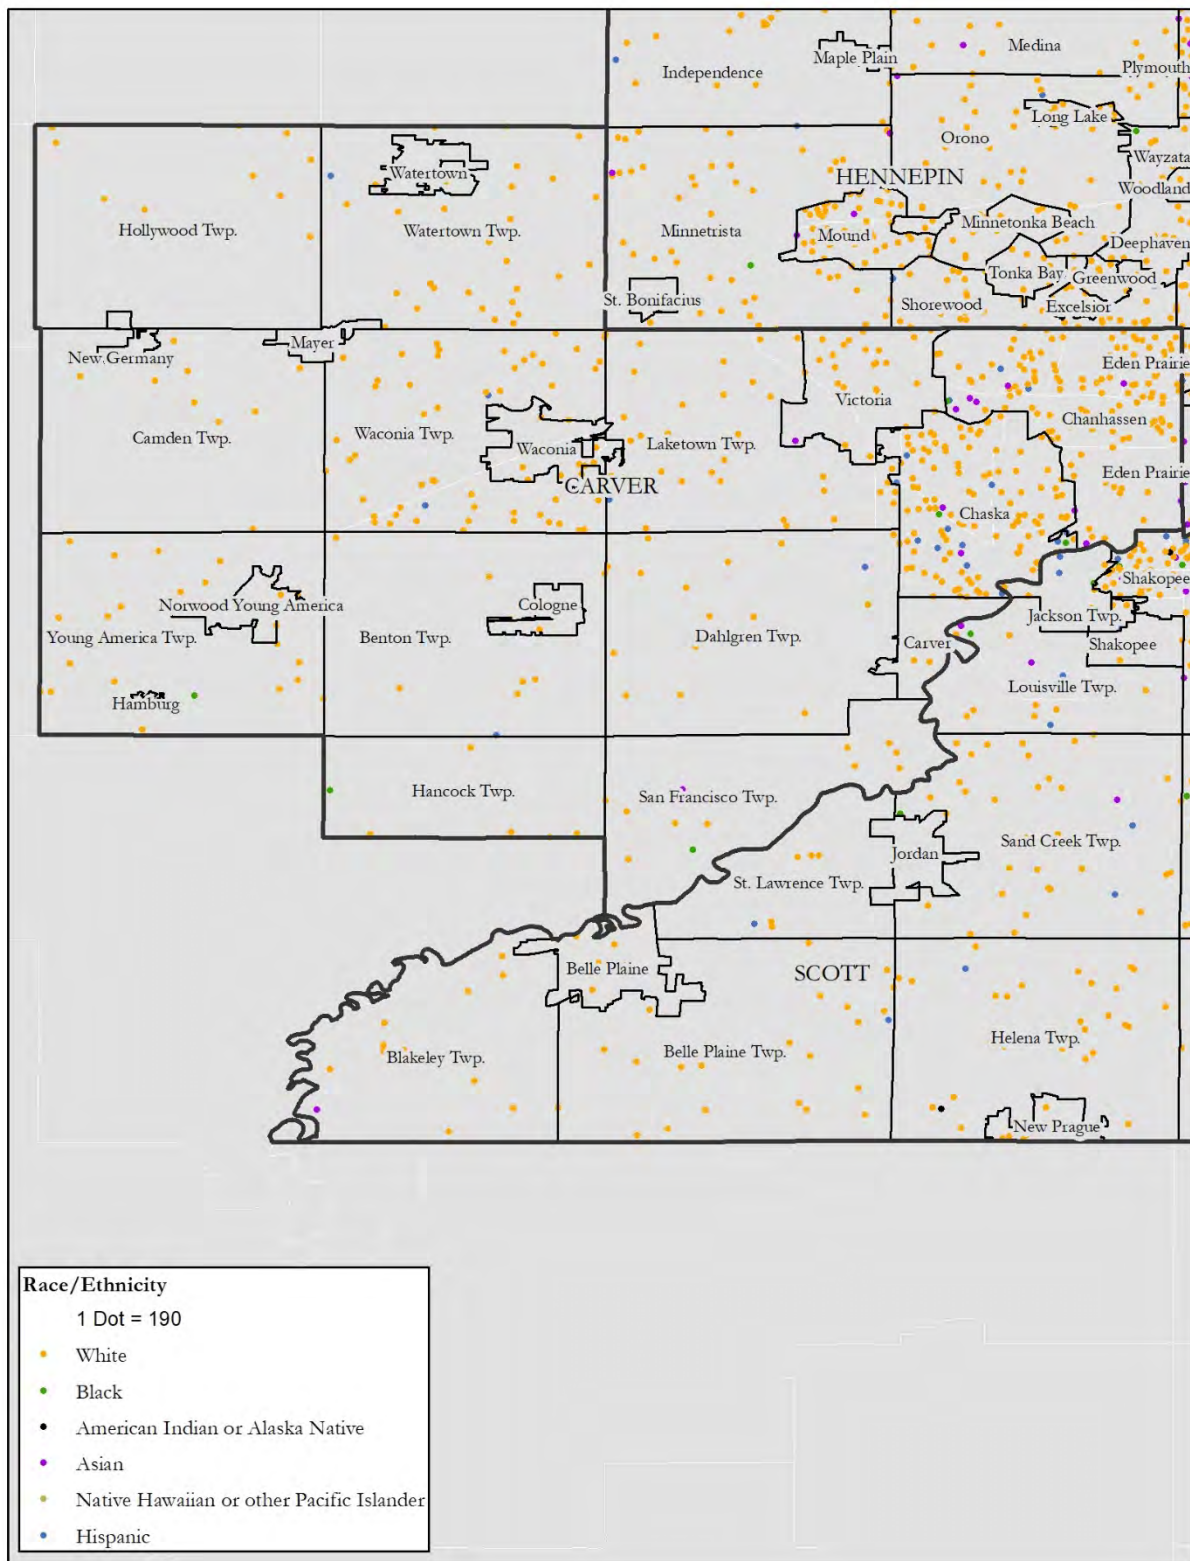 Medina
Maple Plain
Independence
Plymouth
Long Lake
Orono
Wayzata
Watertown
HENNEPIN
Woodland
Hollywood Twp.
Watertown Twp.
Minnetrista
Mound
Minnetonka Beach
Deephaven
Tonka Bay
Greenwood
St. Bonifacius
Shorewood
Excelsior
New Germany
Mayer
Eden Prairie
Victoria
Chanhassen
Camden Twp.
Waconia Twp.
Waconia
Laketown Twp.
CARVER
Eden Prairie
Chaska
Shakopee
Norwood Young America
Cologne
Jackson Twp.
Young America Twp.
Benton Twp.
Dahlgren Twp.
Carver
Shakopee
Louisville Twp.
Hamburg
Hancock Twp.
San Francisco Twp.
Sand Creek Twp.
Jordan
St. Lawrence Twp.
Belle Plaine
SCOTT
Helena Twp.
Blakeley Twp.
Belle Plaine Twp.
New Prague
Race/Ethnicity
1 Dot = 190
White
Black
American Indian or Alaska Native
Asian
Native Hawaiian or other Pacific Islander
Hispanic